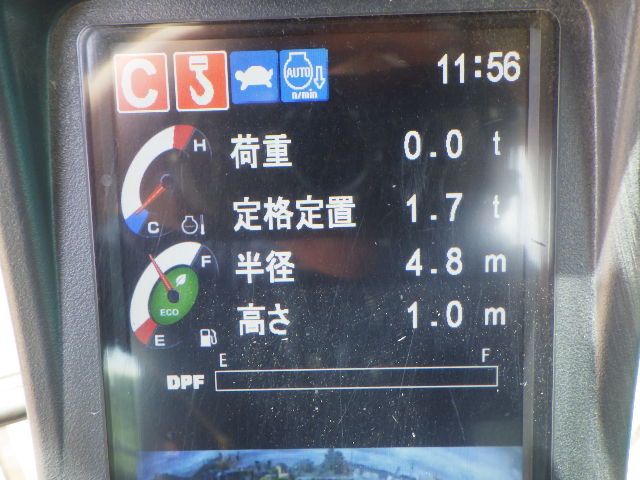 C AUTO n/min 11:56
H
荷重 0.0 t
C
定格定置 1.7 t
F
半径 4.8 m
ECO
高さ 1.0 m
E
E F
DPF